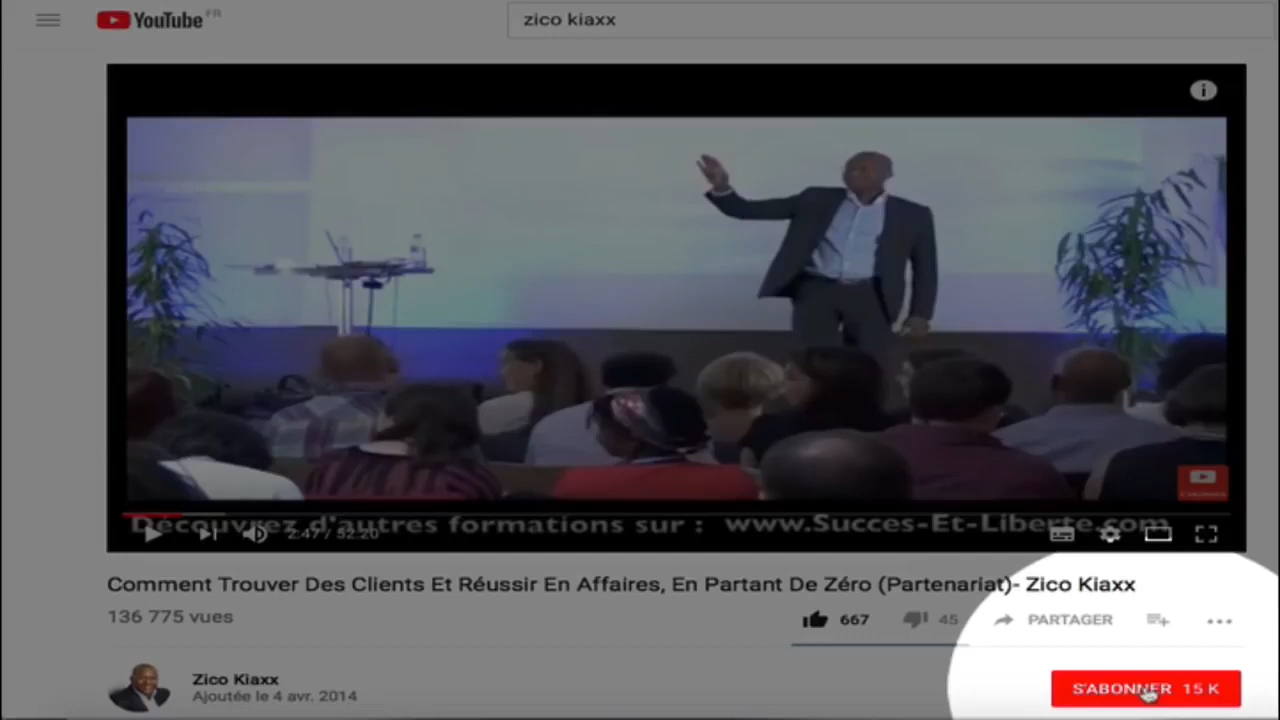 YouTube FR
zico kiaxx
Découvrez d'autres formations sur : www.Succes-Et-Liberte.com
2:47 / 52:20
Comment Trouver Des Clients Et Réussir En Affaires, En Partant De Zéro (Partenariat)- Zico Kiaxx
136 775 vues
667
45
PARTAGER
Zico Kiaxx
Ajoutée le 4 avr. 2014
S'ABONNER 15 K